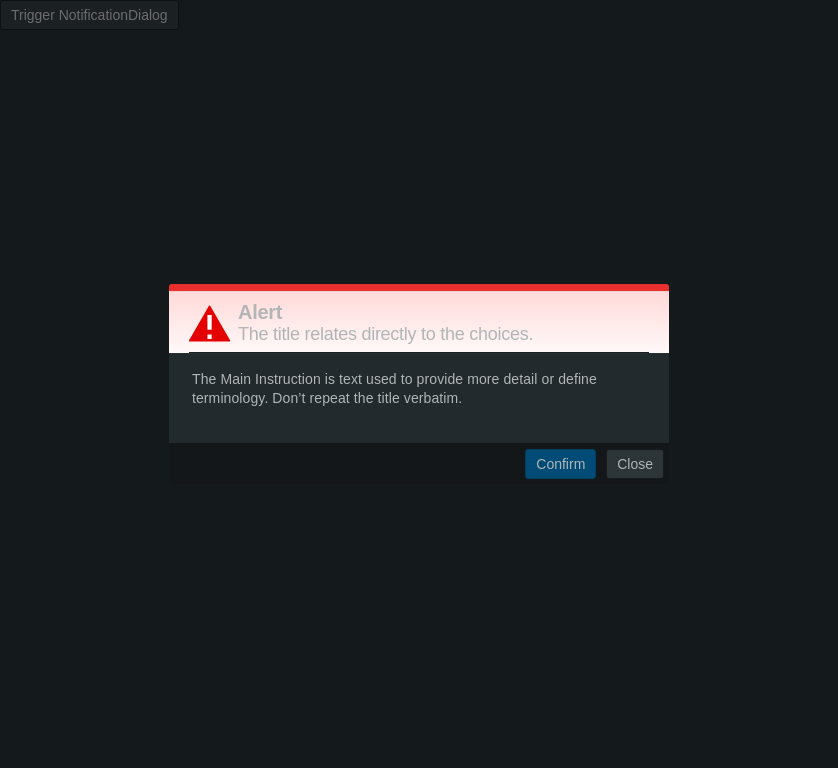 Trigger NotificationDialog
Alert
The title relates directly to the choices.
The Main Instruction is text used to provide more detail or define
terminology. Don’t repeat the title verbatim.
Confirm
Close